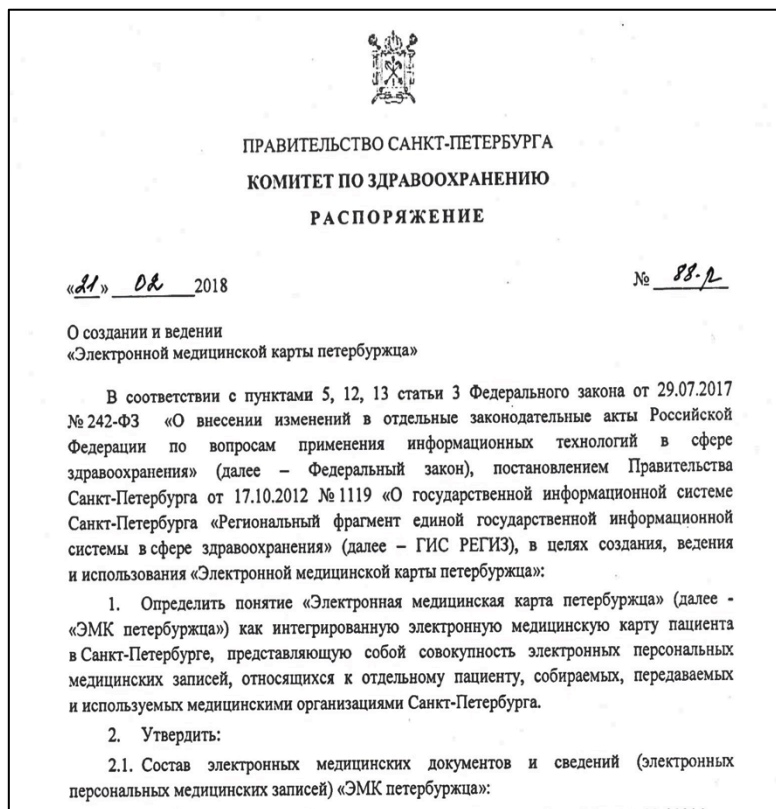 ПРАВИТЕЛЬСТВО САНКТ-ПЕТЕРБУРГА
КОМИТЕТ ПО ЗДРАВООХРАНЕНИЮ
РАСПОРЯЖЕНИЕ
«21» 02 2018 № 88-р
О создании и ведении
«Электронной медицинской карты петербуржца»
В соответствии с пунктами 5, 12, 13 статьи 3 Федерального закона от 29.07.2017
№ 242-ФЗ «О внесении изменений в отдельные законодательные акты Российской
Федерации по вопросам применения информационных технологий в сфере
здравоохранения» (далее – Федеральный закон), постановлением Правительства
Санкт-Петербурга от 17.10.2012 № 1119 «О государственной информационной системе
Санкт-Петербурга «Региональный фрагмент единой государственной информационной
системы в сфере здравоохранения» (далее – ГИС РЕГИЗ), в целях создания, ведения
и использования «Электронной медицинской карты петербуржца»:
1. Определить понятие «Электронная медицинская карта петербуржца» (далее -
«ЭМК петербуржца») как интегрированную электронную медицинскую карту пациента
в Санкт-Петербурге, представляющую собой совокупность электронных персональных
медицинских записей, относящихся к отдельному пациенту, собираемых, передаваемых
и используемых медицинскими организациями Санкт-Петербурга.
2. Утвердить:
2.1. Состав электронных медицинских документов и сведений (электронных
персональных медицинских записей) «ЭМК петербуржца»: